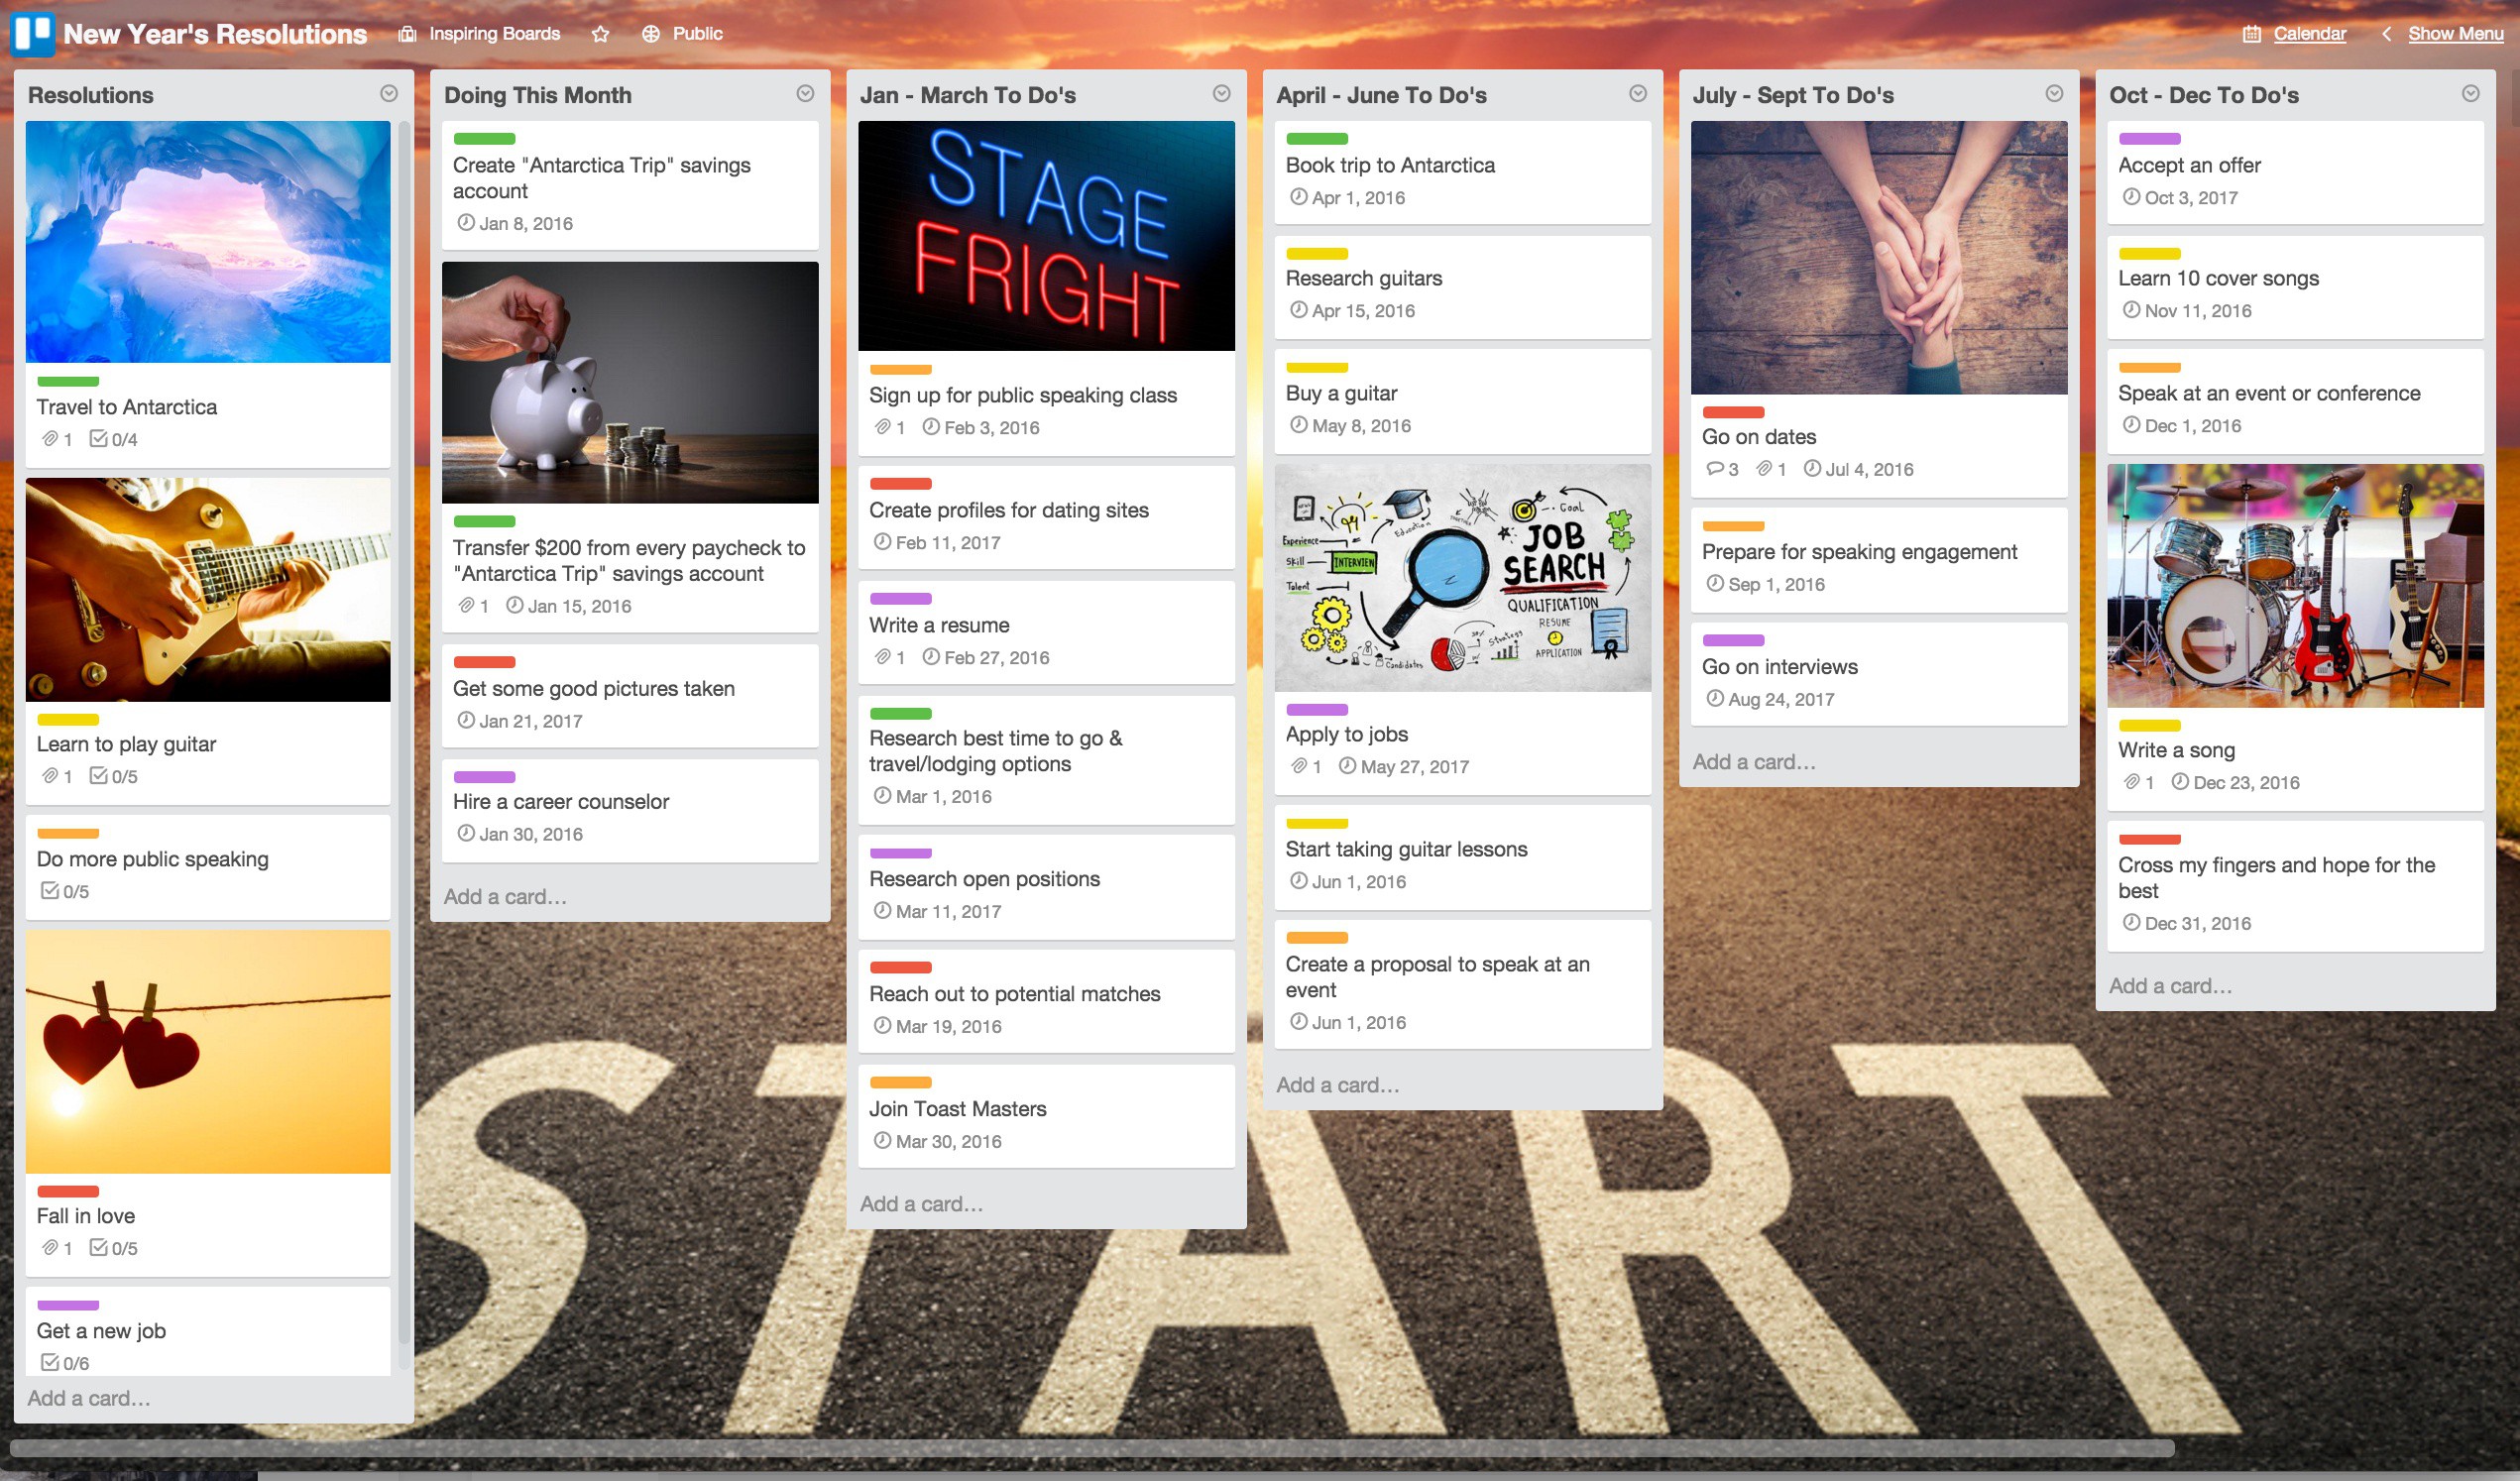 New Year's Resolutions
Inspiring Boards
Public
Calendar
Show Menu
Resolutions
Travel to Antarctica
1 0/4
Learn to play guitar
1 0/5
Do more public speaking
0/5
Fall in love
1 0/5
Get a new job
0/6
Add a card…
Doing This Month
Create "Antarctica Trip" savings
account
Jan 8, 2016
Transfer $200 from every paycheck to
"Antarctica Trip" savings account
1 Jan 15, 2016
Get some good pictures taken
Jan 21, 2017
Hire a career counselor
Jan 30, 2016
Add a card…
Jan - March To Do's
STAGE
FRIGHT
Sign up for public speaking class
1 Feb 3, 2016
Create profiles for dating sites
Feb 11, 2017
Write a resume
1 Feb 27, 2016
Research best time to go &
travel/lodging options
Mar 1, 2016
Research open positions
Mar 11, 2017
Reach out to potential matches
Mar 19, 2016
Join Toast Masters
Mar 30, 2016
Add a card…
April - June To Do's
Book trip to Antarctica
Apr 1, 2016
Research guitars
Apr 15, 2016
Buy a guitar
May 8, 2016
Goal
Education
Experience
JOB
Skill
INTERVIEW
SEARCH
Talent
QUALIFICATION
RESUME
Strategy
APPLICATION
Candidates
Apply to jobs
1 May 27, 2017
Start taking guitar lessons
Jun 1, 2016
Create a proposal to speak at an
event
Jun 1, 2016
Add a card…
July - Sept To Do's
Go on dates
3 1 Jul 4, 2016
Prepare for speaking engagement
Sep 1, 2016
Go on interviews
Aug 24, 2017
Add a card…
Oct - Dec To Do's
Accept an offer
Oct 3, 2017
Learn 10 cover songs
Nov 11, 2016
Speak at an event or conference
Dec 1, 2016
Write a song
1 Dec 23, 2016
Cross my fingers and hope for the
best
Dec 31, 2016
Add a card…
START